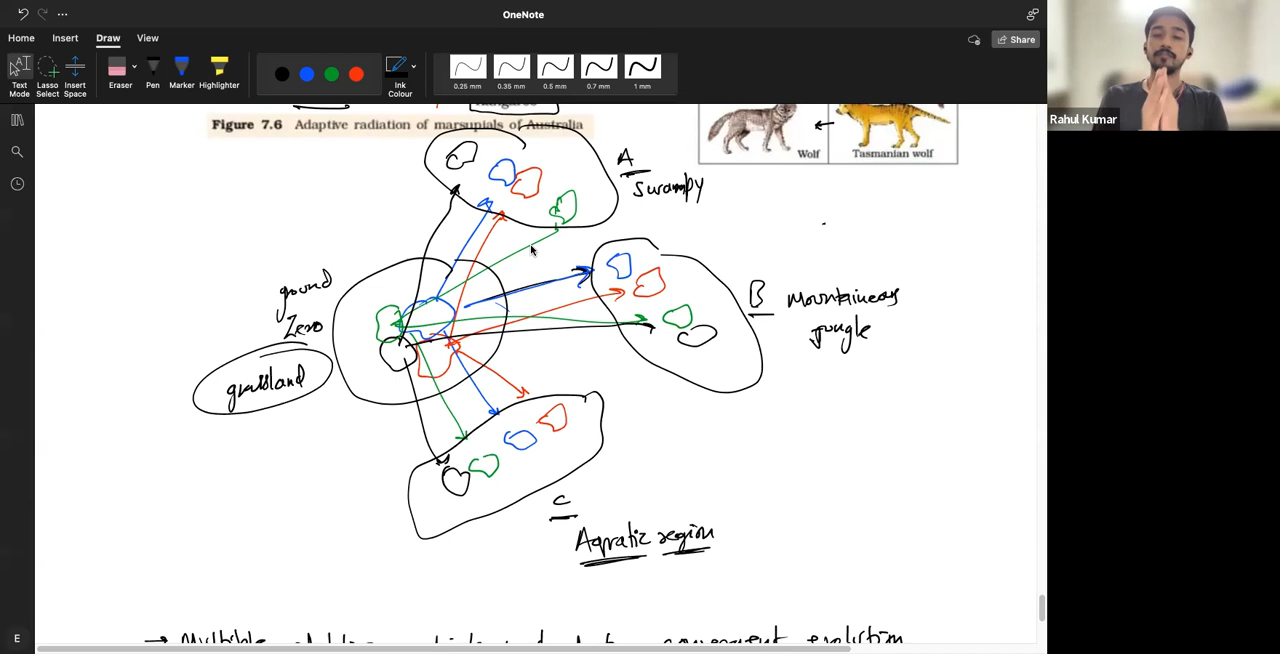 OneNote
Home Insert Draw View
Share
Text Mode
Lasso Select
Insert Space
Eraser
Pen
Marker
Highlighter
Ink Colour
0.25 mm
0.35 mm
0.5 mm
0.7 mm
1 mm
Rahul Kumar
Figure 7.6 Adaptive radiation of marsupials of Australia
Wolf
Tasmanian wolf
A
Swampy
ground
Zero
grassland
B
Mountaineous
Jungle
C
Aquatic region
E